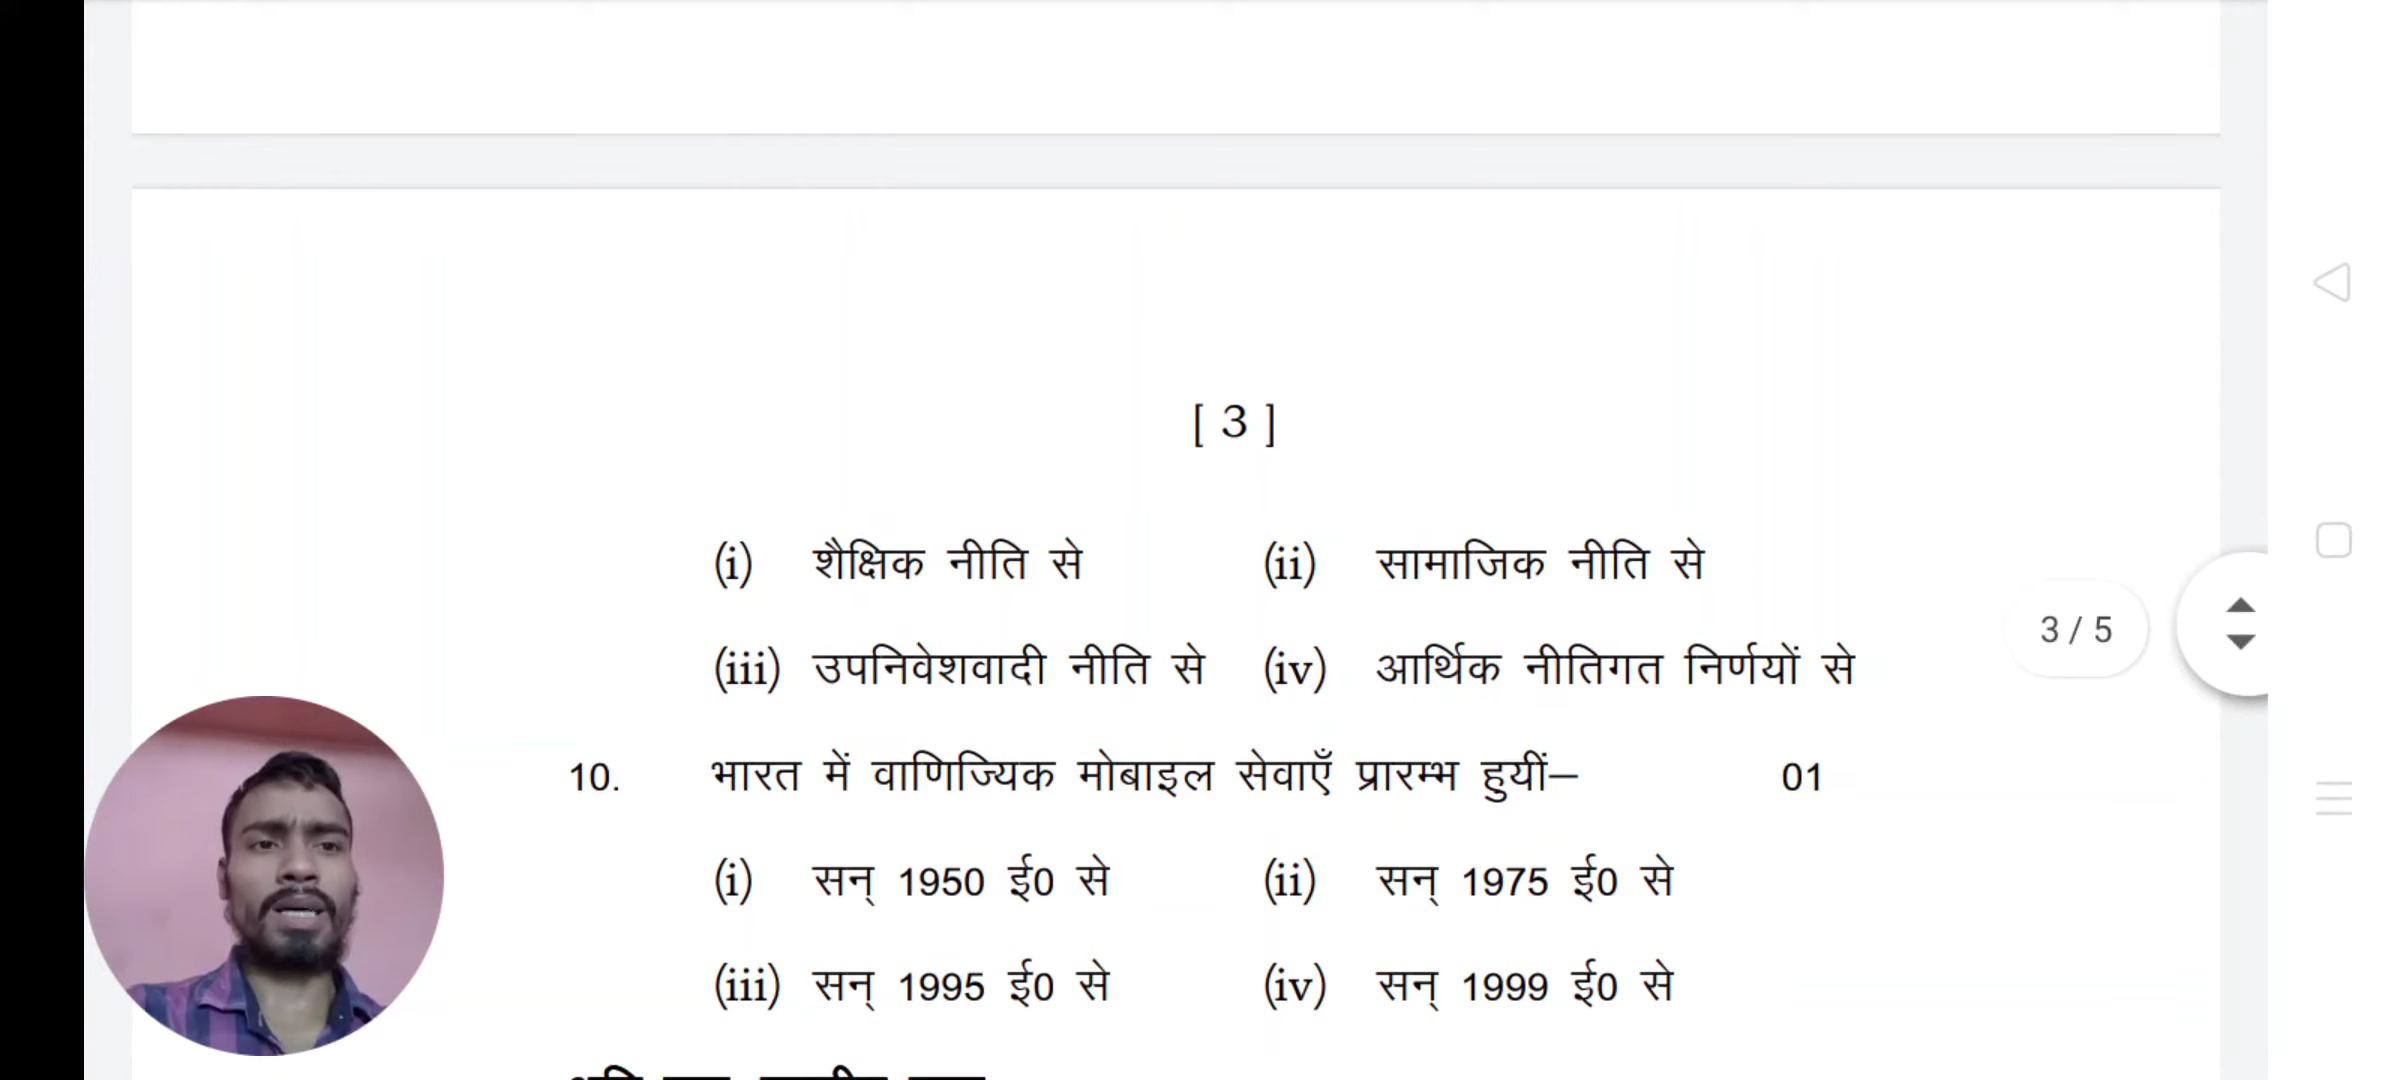 [ 3 ]
(i) शैक्षिक नीति से (ii) सामाजिक नीति से
(iii) उपनिवेशवादी नीति से (iv) आर्थिक नीतिगत निर्णयों से
3 / 5
10. भारत में वाणिज्यिक मोबाइल सेवाएँ प्रारम्भ हुयीं– 01
(i) सन् 1950 ई0 से (ii) सन् 1975 ई0 से
(iii) सन् 1995 ई0 से (iv) सन् 1999 ई0 से